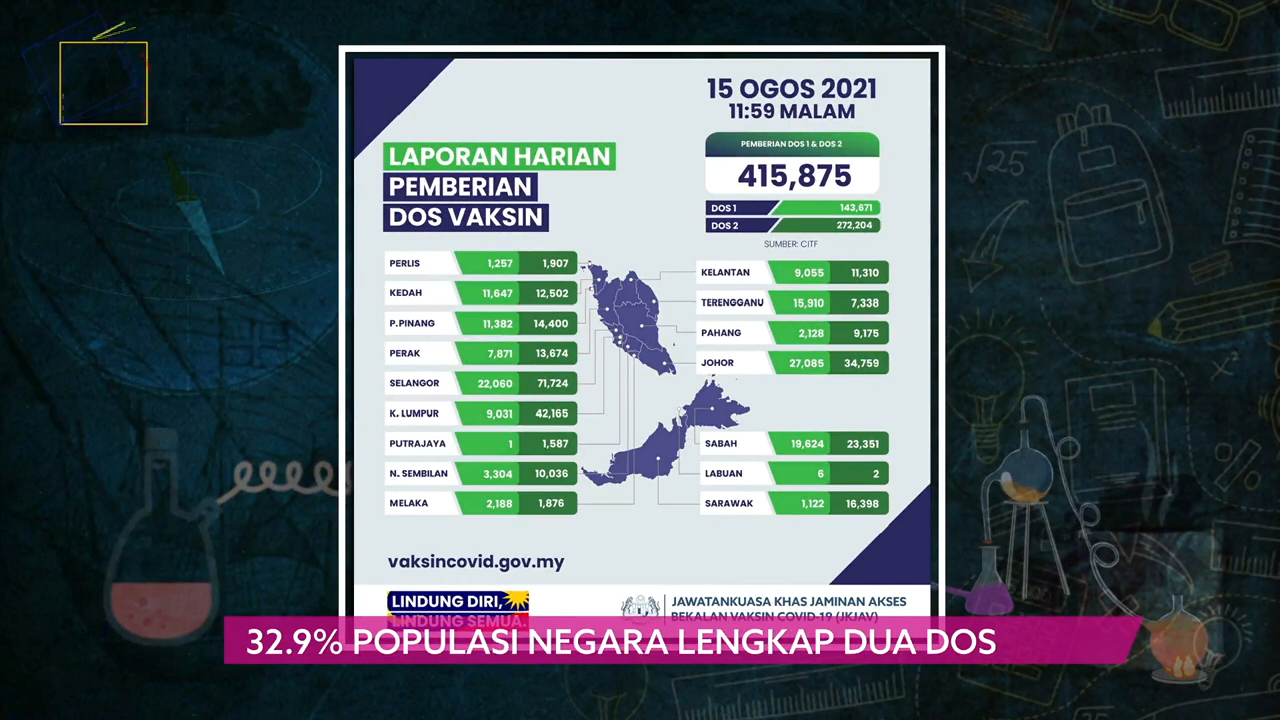 15 OGOS 2021
11:59 MALAM
LAPORAN HARIAN
PEMBERIAN
DOS VAKSIN
PEMBERIAN DOS 1 & DOS 2
415,875
DOS 1 143,671
DOS 2 272,204
SUMBER: CITF
PERLIS 1,257 1,907
KEDAH 11,647 12,502
P.PINANG 11,382 14,400
PERAK 7,871 13,674
SELANGOR 22,060 71,724
K. LUMPUR 9,031 42,165
PUTRAJAYA 1 1,587
N. SEMBILAN 3,304 10,036
MELAKA 2,188 1,876
KELANTAN 9,055 11,310
TERENGGANU 15,910 7,338
PAHANG 2,128 9,175
JOHOR 27,085 34,759
SABAH 19,624 23,351
LABUAN 6 2
SARAWAK 1,122 16,398
vaksincovid.gov.my
LINDUNG DIRI,
LINDUNG SEMUA.
JAWATANKUASA KHAS JAMINAN AKSES
BEKALAN VAKSIN COVID-19 (JKJAV)
32.9% POPULASI NEGARA LENGKAP DUA DOS
√25
%